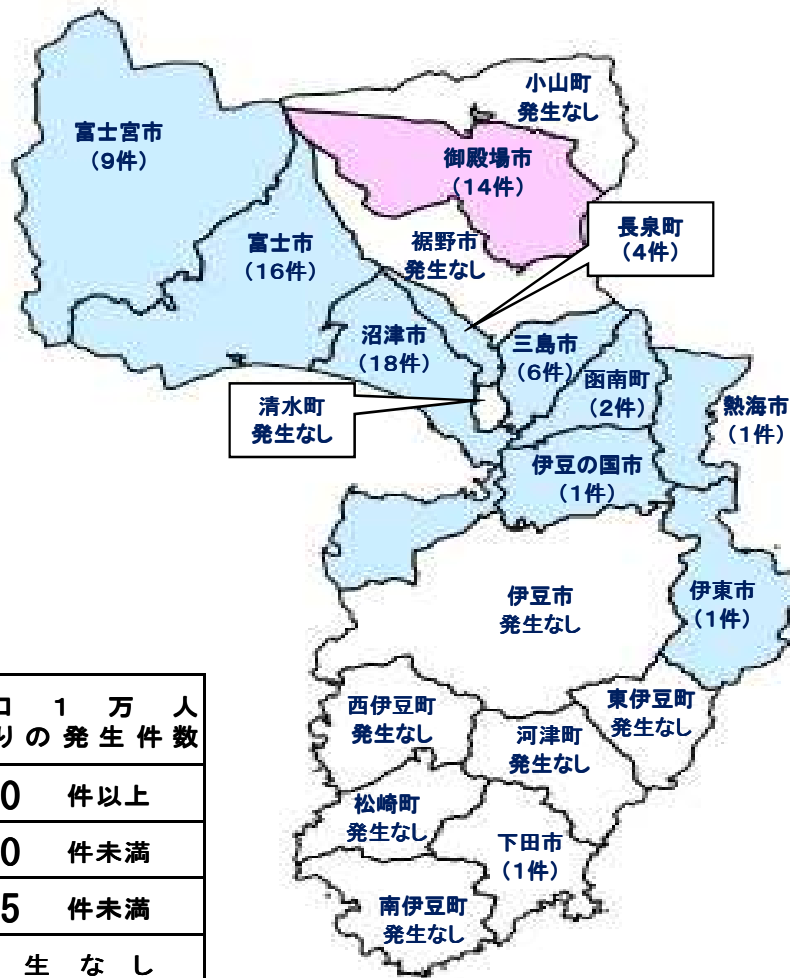 小山町
発生なし
富士宮市
(9件)
御殿場市
(14件)
長泉町
(4件)
裾野市
発生なし
富士市
(16件)
沼津市
(18件)
三島市
(6件)
函南町
(2件)
熱海市
(1件)
清水町
発生なし
伊豆の国市
(1件)
伊豆市
発生なし
伊東市
(1件)
西伊豆町
発生なし
東伊豆町
発生なし
河津町
発生なし
松崎町
発生なし
下田市
(1件)
南伊豆町
発生なし
口 1 万 人
りの発生件数
0 件以上
0 件未満
5 件未満
生 な し